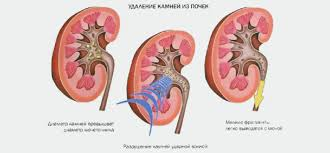 УДАЛЕНИЕ КАМНЕЙ ИЗ ПОЧЕК
Диаметр камней превышает
диаметр мочеточника
Мелкие фрагменты
легко выводятся с мочой
Разрушение камней ударной волной